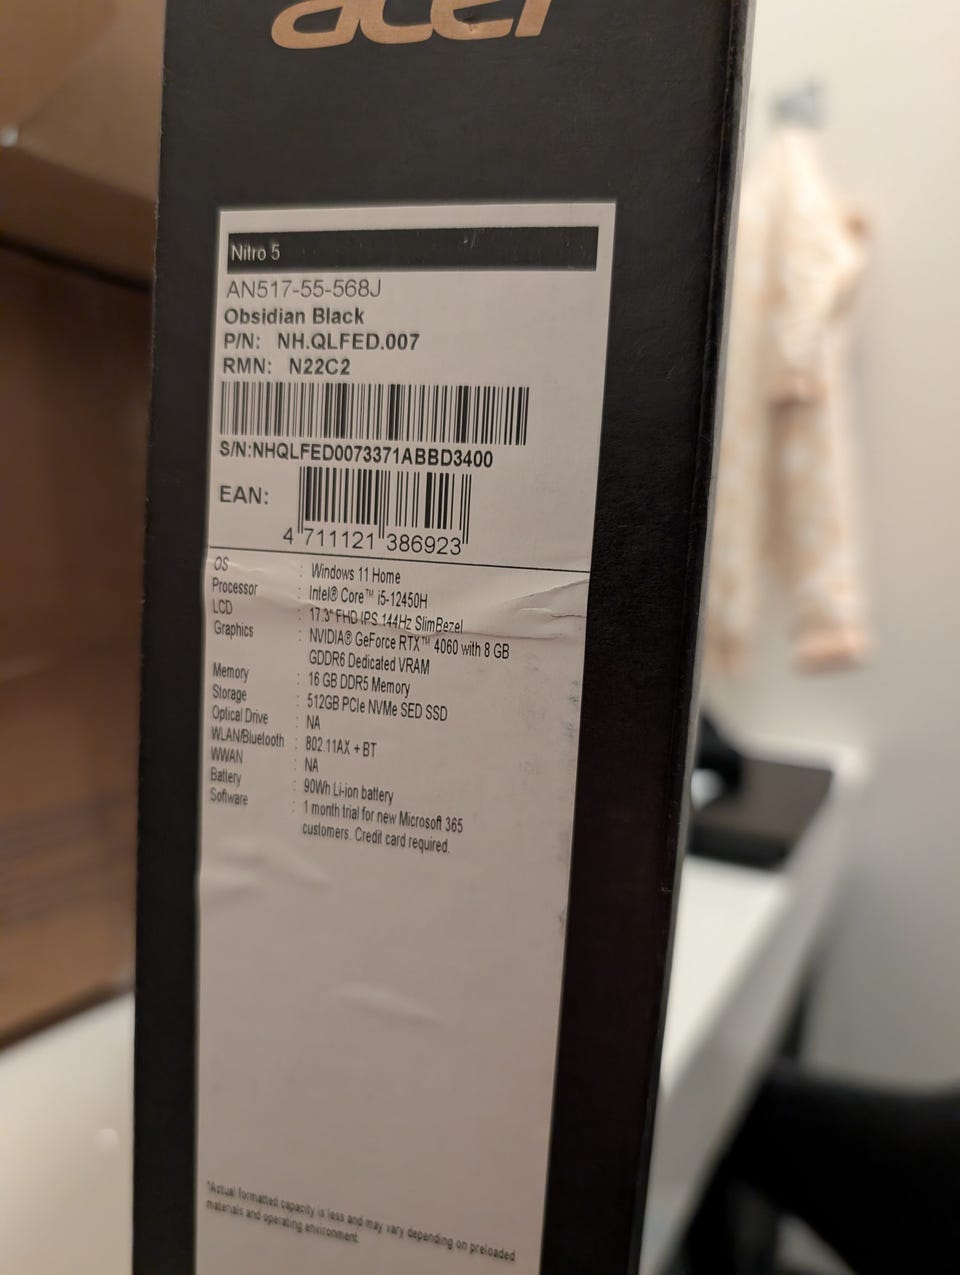 acer
Nitro 5
AN517-55-568J
Obsidian Black
P/N: NH.QLFED.007
RMN: N22C2
S/N:NHQLFED0073371ABBD3400
EAN:
4 711121 386923
OS : Windows 11 Home
Processor : Intel® Core™ i5-12450H
LCD : 17.3" FHD IPS 144Hz SlimBezel
Graphics : NVIDIA® GeForce RTX™ 4060 with 8 GB
GDDR6 Dedicated VRAM
Memory : 16 GB DDR5 Memory
Storage : 512GB PCIe NVMe SED SSD
Optical Drive : NA
WLAN/Bluetooth : 802.11AX + BT
WWAN : NA
Battery : 90Wh Li-ion battery
Software : 1 month trial for new Microsoft 365
customers. Credit card required.
*Actual formatted capacity is less and may vary depending on preloaded
materials and operating environment.